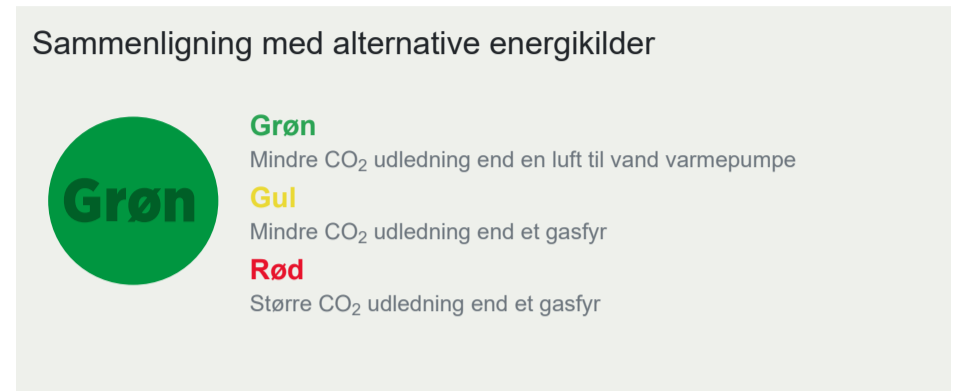 Sammenligning med alternative energikilder
Grøn
Grøn
Mindre CO₂ udledning end en luft til vand varmepumpe
Gul
Mindre CO₂ udledning end et gasfyr
Rød
Større CO₂ udledning end et gasfyr